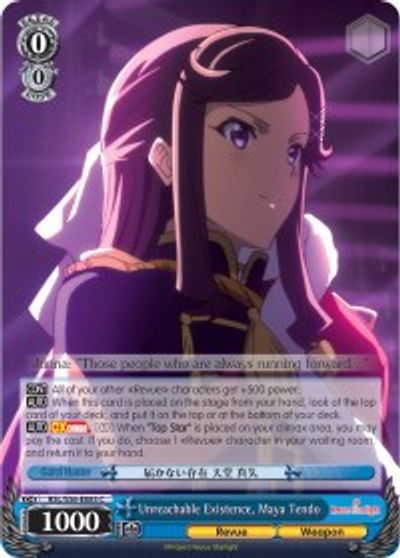 0
0
Junna: "Those people who are always running forward..."
CONT All of your other «Revue» characters get +500 power.
AUTO When this card is placed on the stage from your hand, look at the top
card of your deck, and put it on the top or at the bottom of your deck.
AUTO CX When "Top Star" is placed on your climax area, you may
pay the cost. If you do, choose 1 «Revue» character in your waiting
room and return it to your hand.
Card Name 届かない存在 天堂 真矢
Unreachable Existence, Maya Tendo
1000
Revue
Weapon